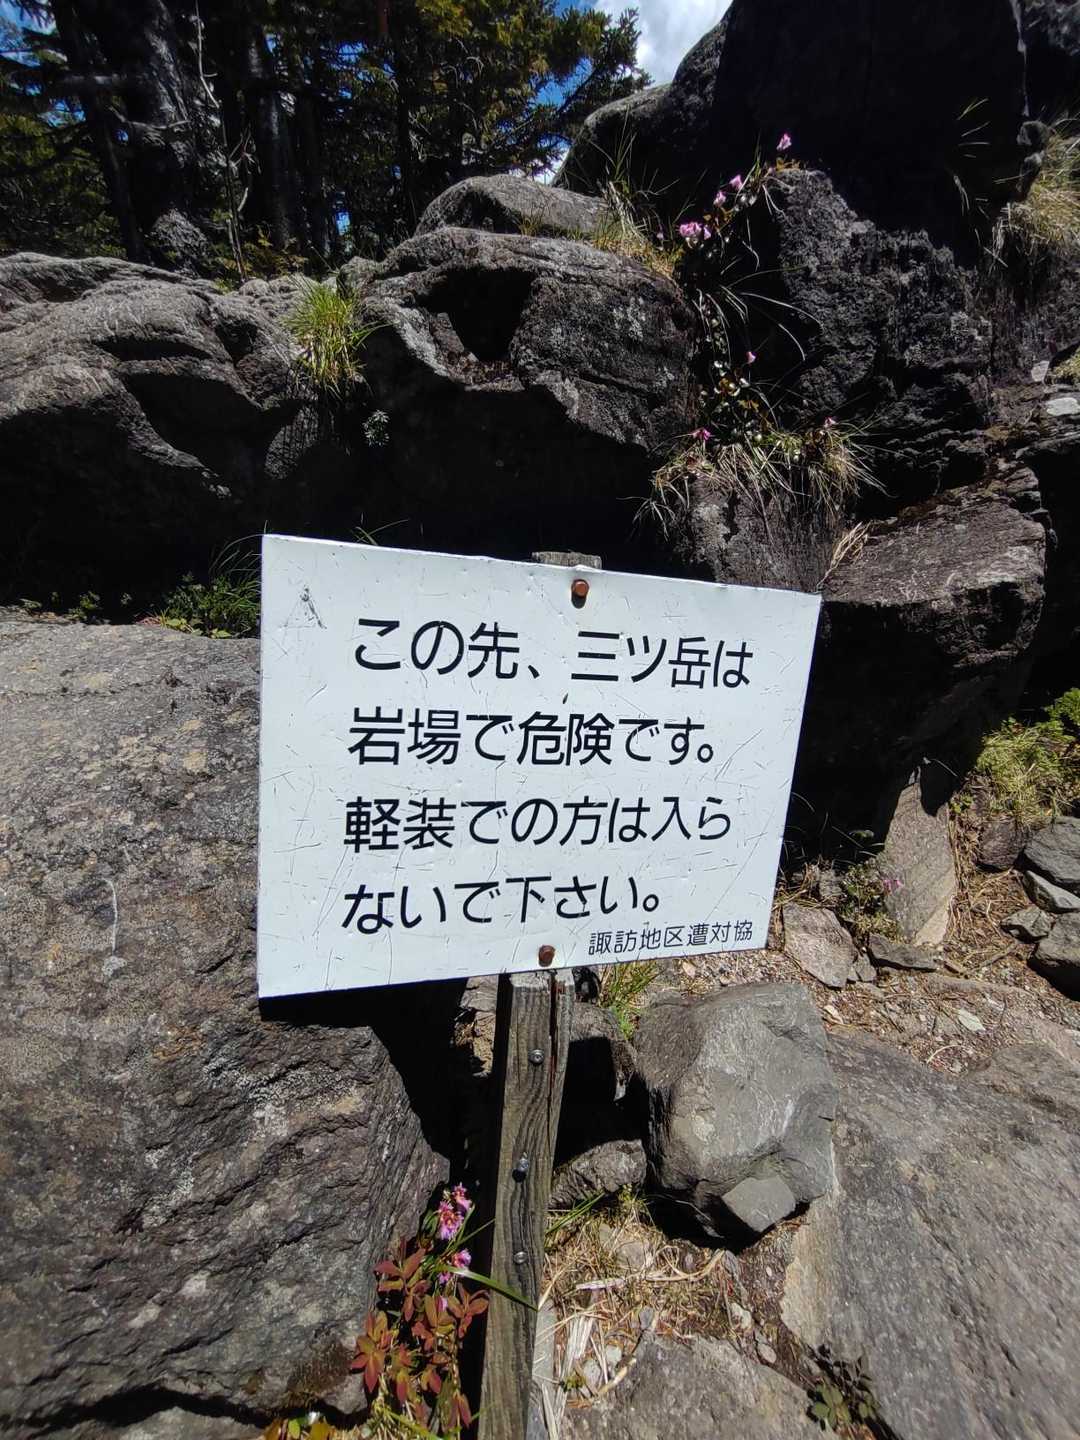 この先、三ツ岳は
岩場で危険です。
軽装での方は入ら
ないで下さい。
諏訪地区遭対協